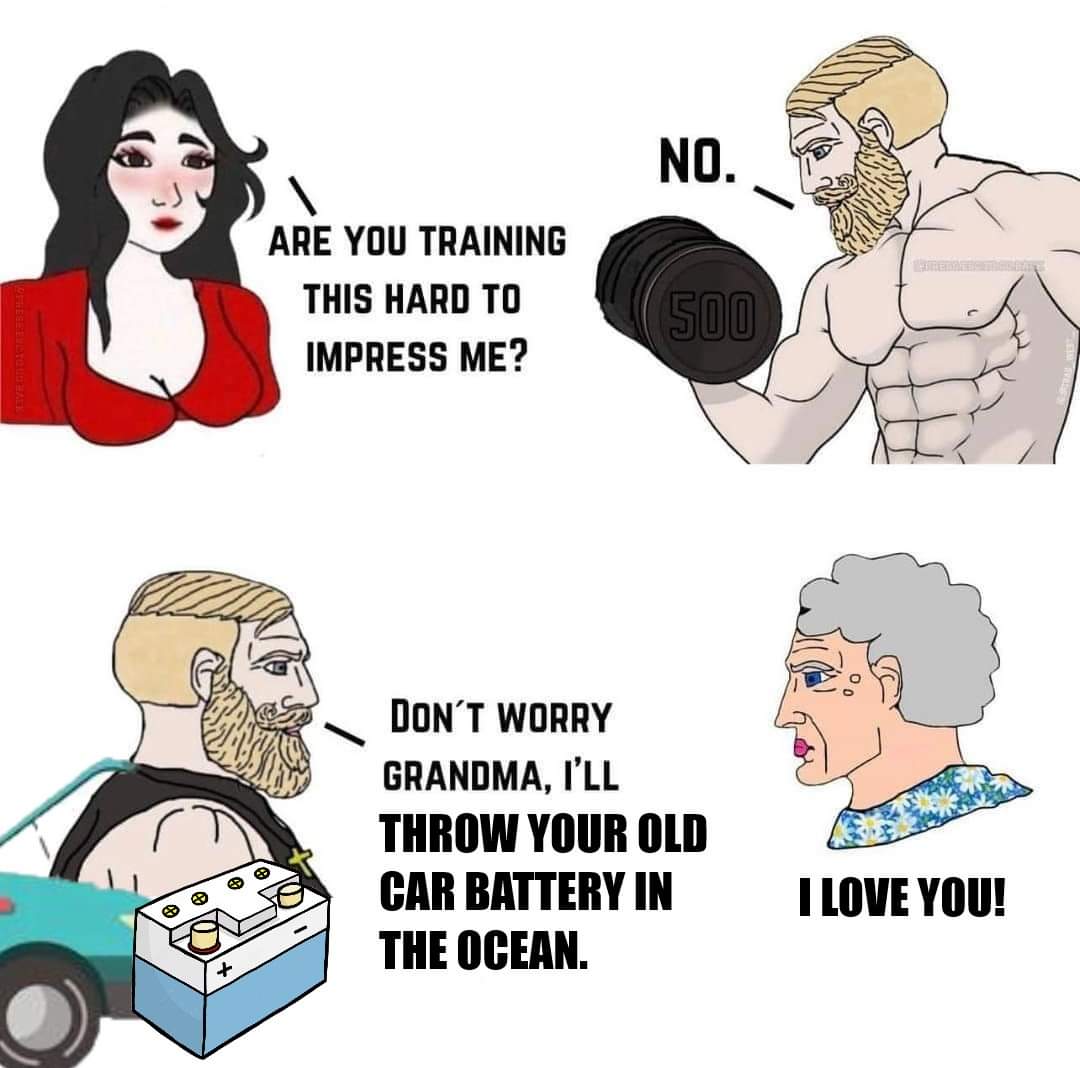 ARE YOU TRAINING
THIS HARD TO
IMPRESS ME?
NO.
500
DON´T WORRY
GRANDMA, I'LL
THROW YOUR OLD
CAR BATTERY IN
THE OCEAN.
I LOVE YOU!
+
-